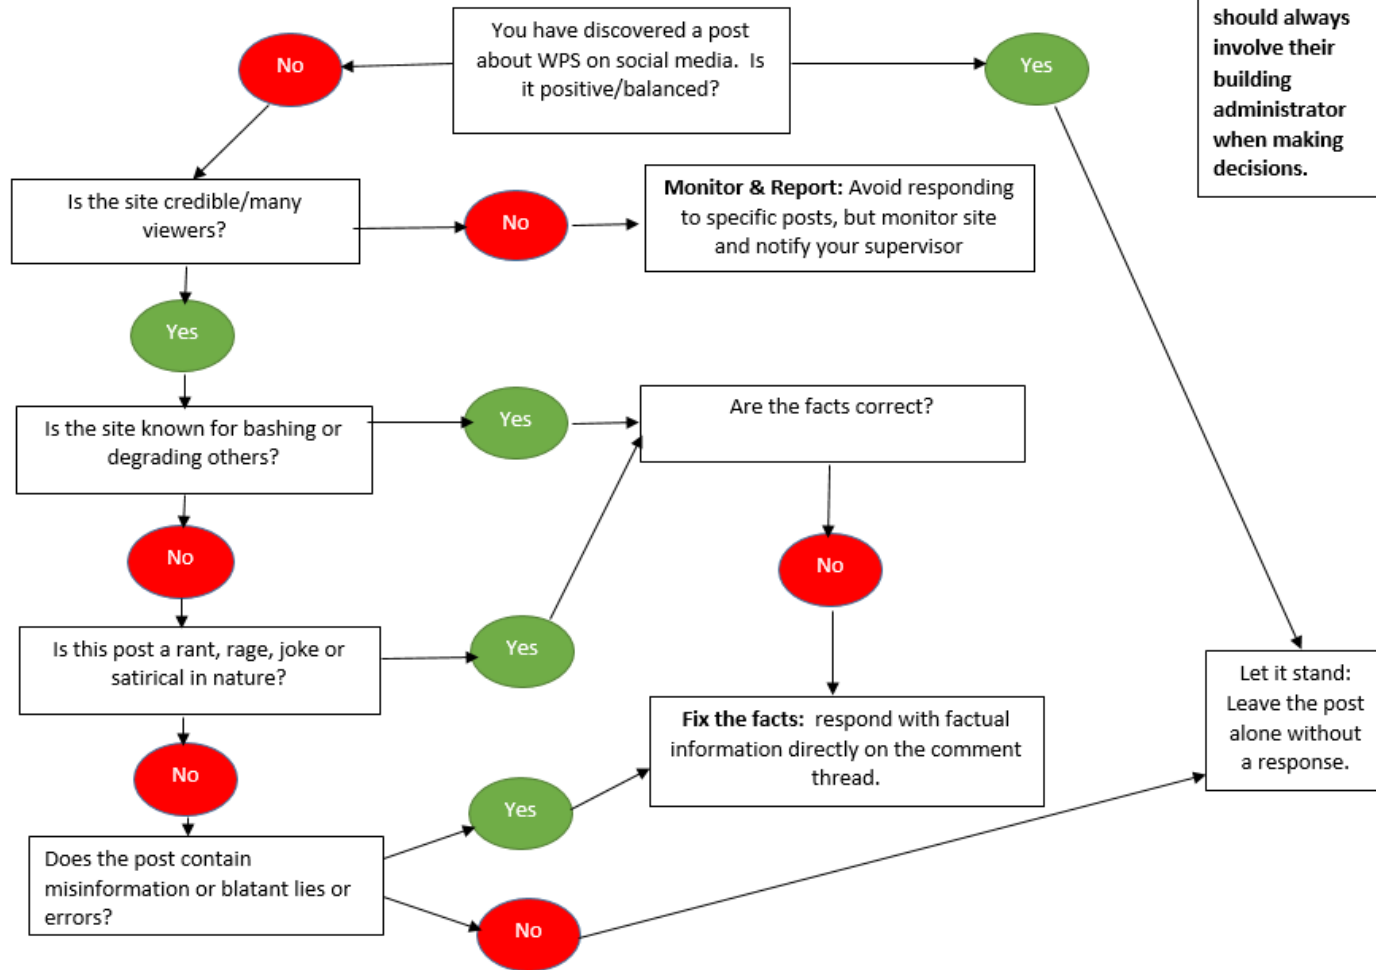 You have discovered a post
about WPS on social media.  Is
it positive/balanced?
No
Yes
should always
involve their
building
administrator
when making
decisions.
Is the site credible/many
viewers?
No
Monitor & Report: Avoid responding
to specific posts, but monitor site
and notify your supervisor
Yes
Is the site known for bashing or
degrading others?
Yes
Are the facts correct?
No
No
Is this post a rant, rage, joke or
satirical in nature?
Yes
No
Fix the facts:  respond with factual
information directly on the comment
thread.
Let it stand:
Leave the post
alone without
a response.
Does the post contain
misinformation or blatant lies or
errors?
Yes
No